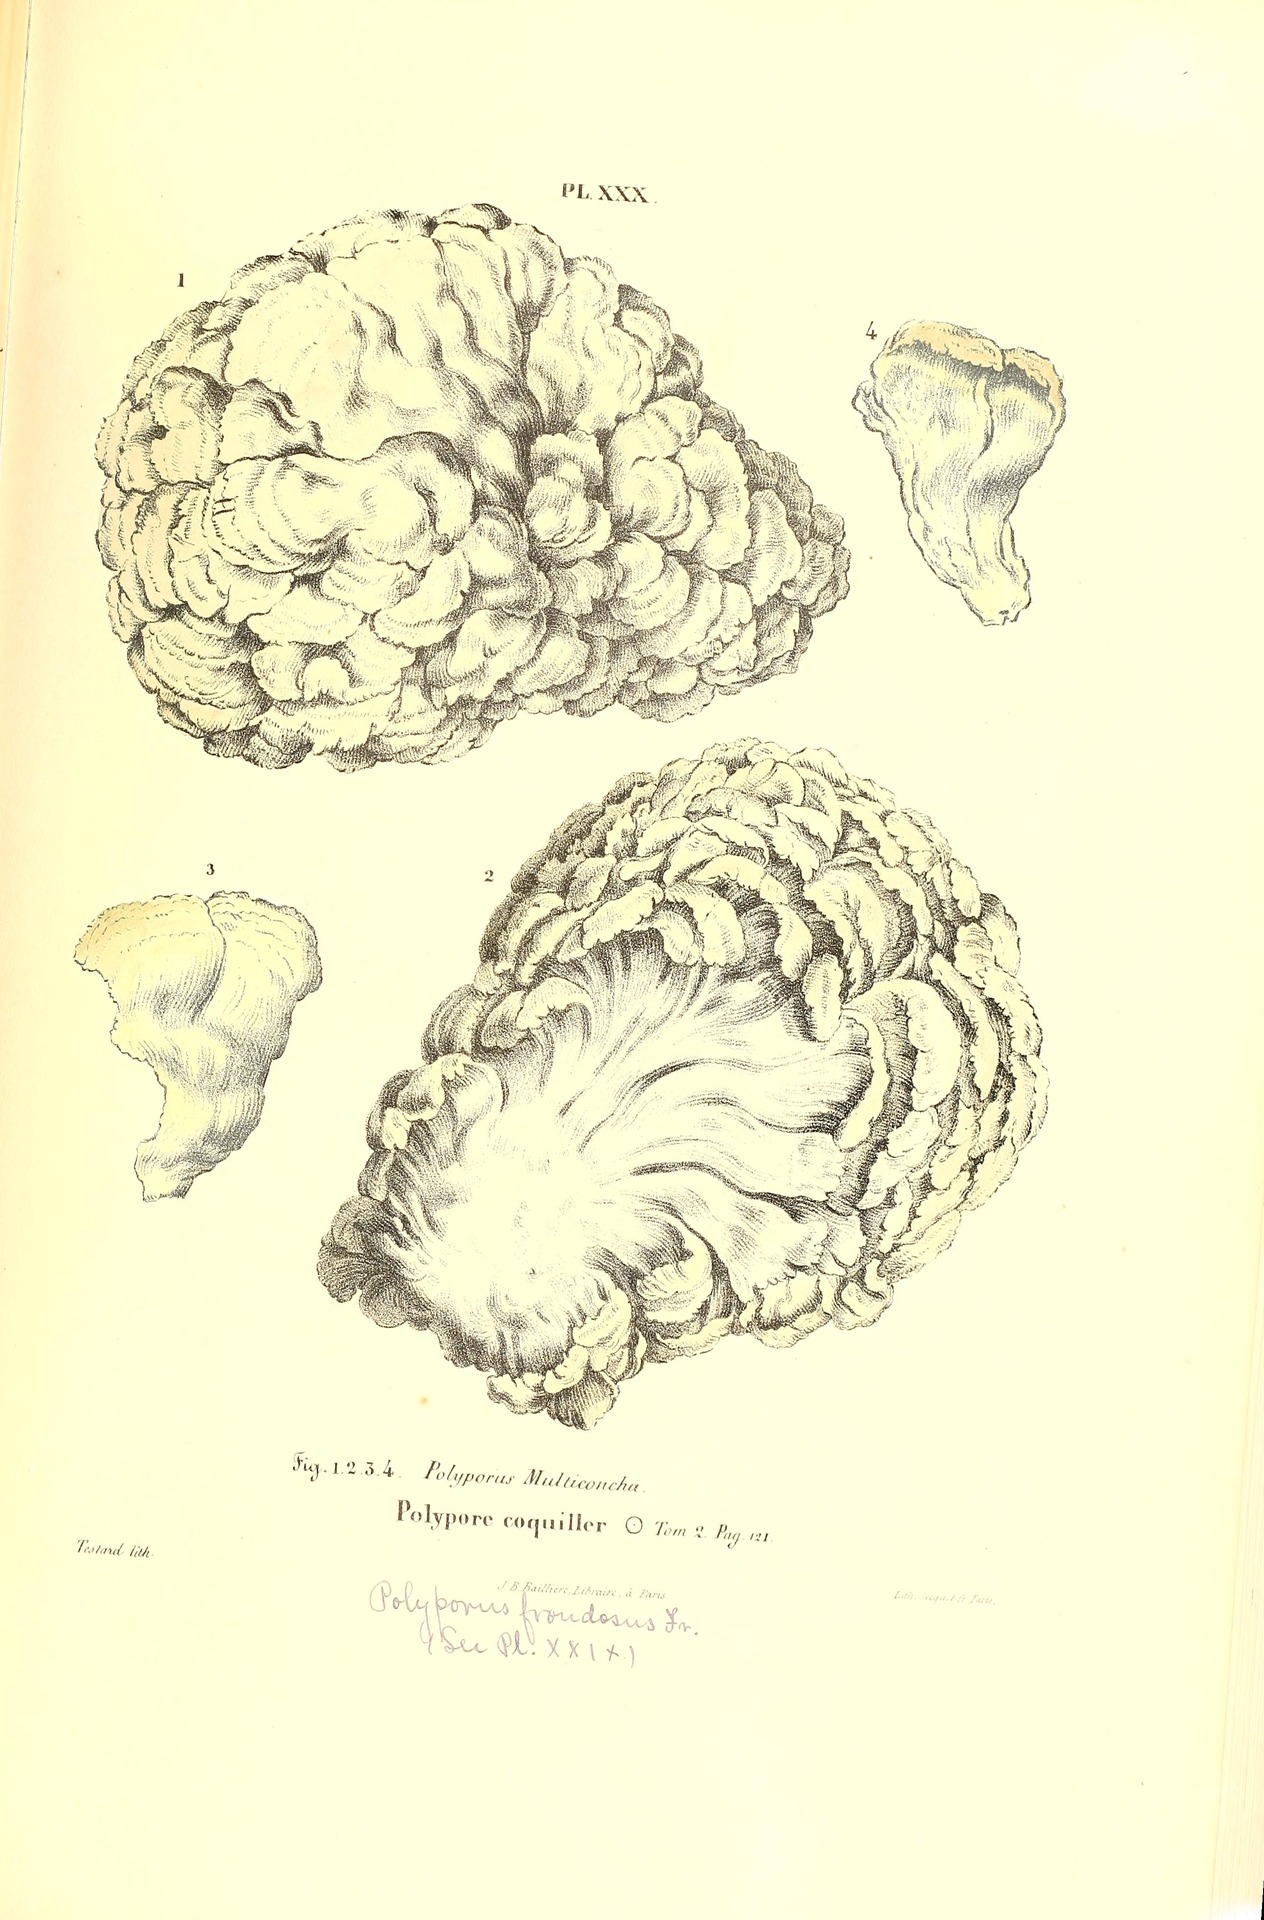 PL. XXX.
1
4
3
2
Fig. 1.2.3.4. Polyporus Multiconcha.
Polypore coquiller ⊙ Tom 2. Pag. 121.
Testard lith.
J. B. Baillière, Libraire, à Paris.
Polyporus frondosus Fr.
(See Pl. XXIX)